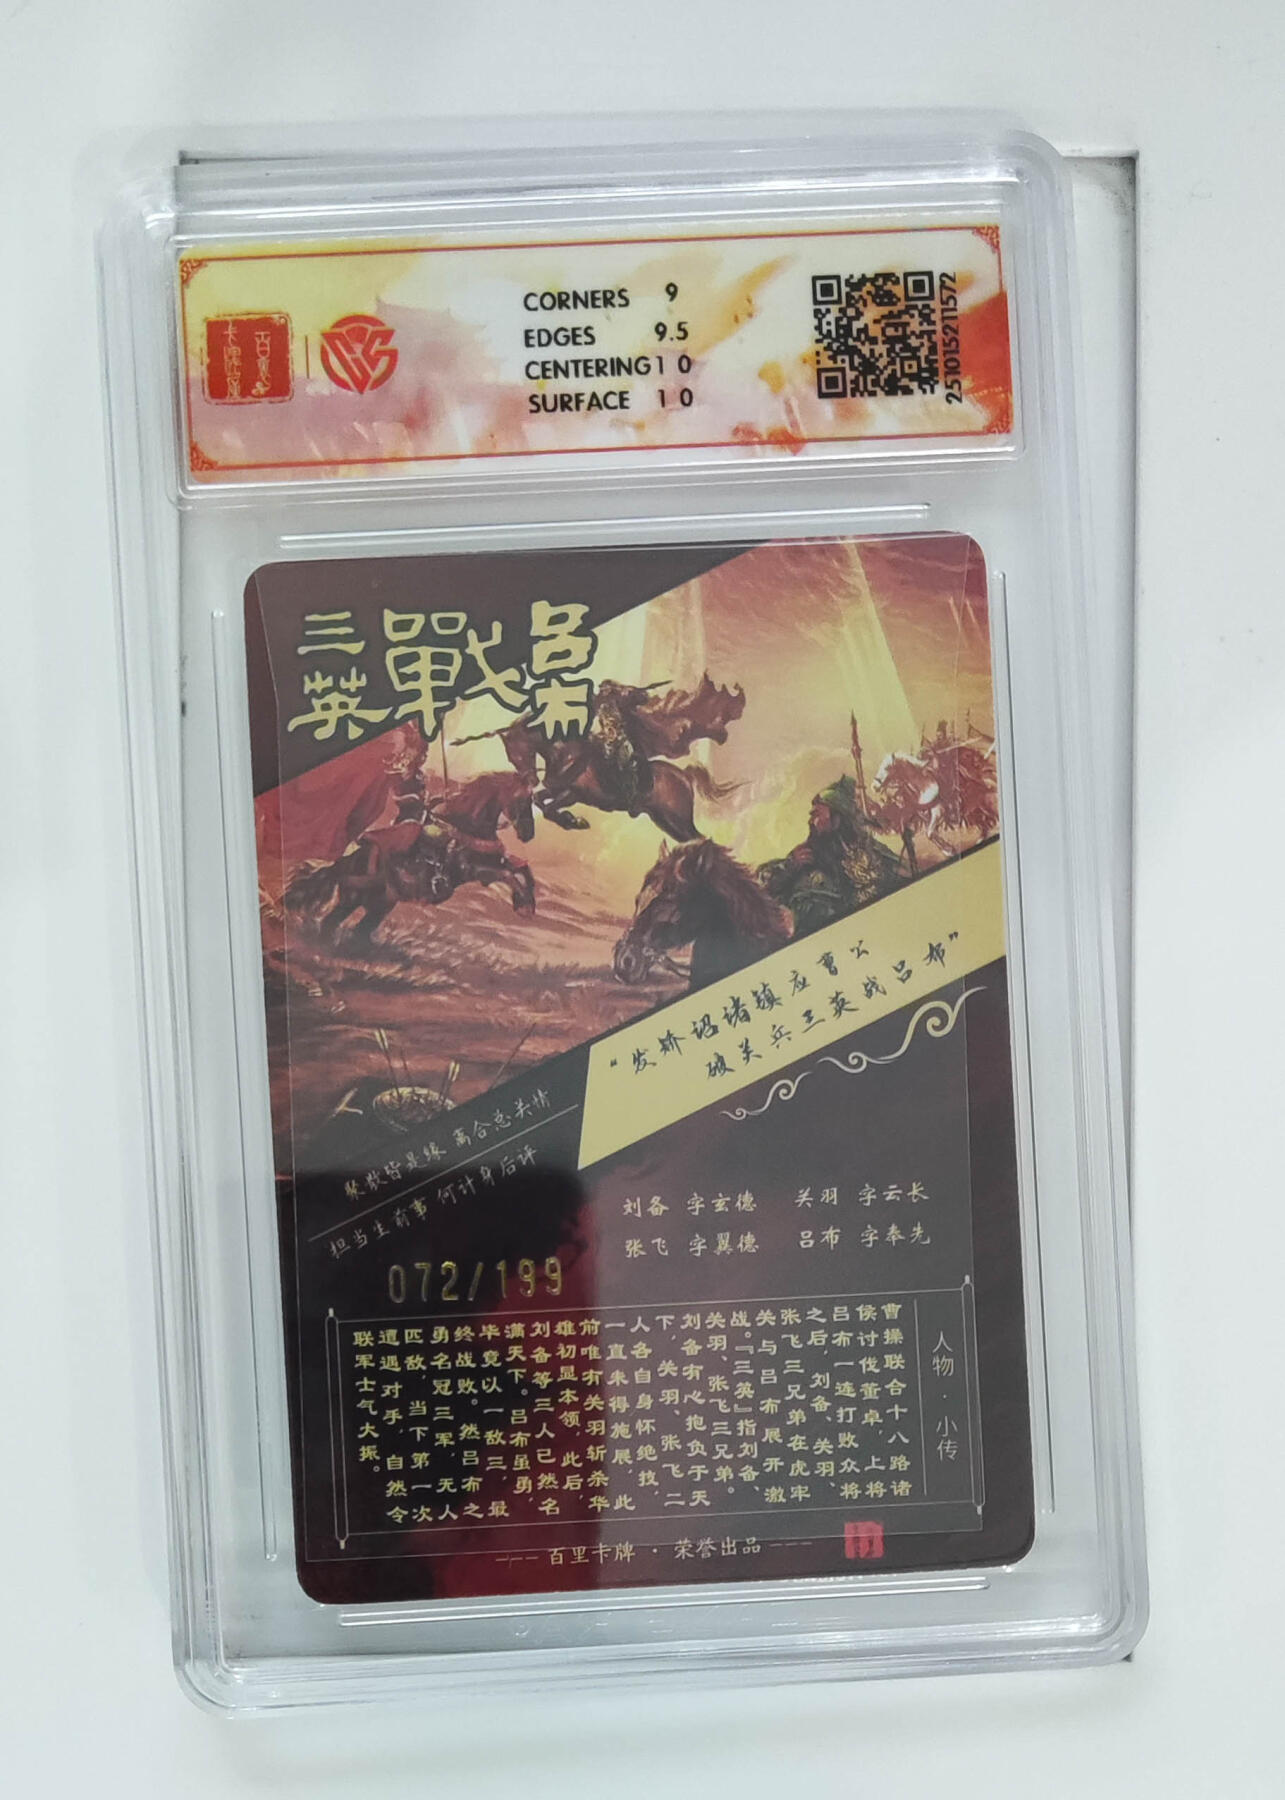 CORNERS 9
EDGES 9.5
CENTERING 10
SURFACE 10
251015211572
三英戰呂布
“发矫诏诸镇应曹公
破关兵三英战吕布”
聚散皆是缘 离合总关情
担当生前事 何计身后评
刘备 字玄德 关羽 字云长
张飞 字翼德 吕布 字奉先
072/199
人物·小传
曹操联合十八路诸
侯讨伐董卓，上将
吕布一连打败众将
之后，刘备、关羽、
张飞三兄弟在虎牢
关与吕布展开激
战。『三英』指刘备、
关羽、张飞三兄弟。
刘备有心抱负于天
下，关羽、张飞二
人各自身怀绝技，
一直未得施展，此
前唯有关羽斩杀华
雄初显本领，此后，
刘备等三人已然名
满天下。吕布虽勇，
毕竟以一敌三，最
终战败。然吕布之
勇名冠三军，无人
匹敌，当下第一次
遭遇对手，自然令
联军士气大振。
--- 百里卡牌 · 荣誉出品 ---